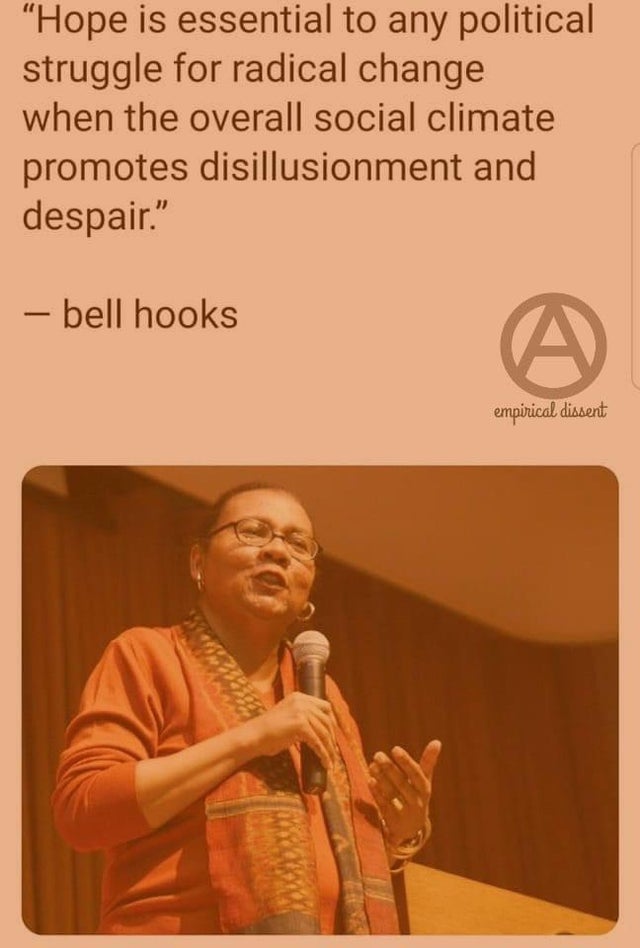 “Hope is essential to any political
struggle for radical change
when the overall social climate
promotes disillusionment and
despair.”
— bell hooks
empirical dissent